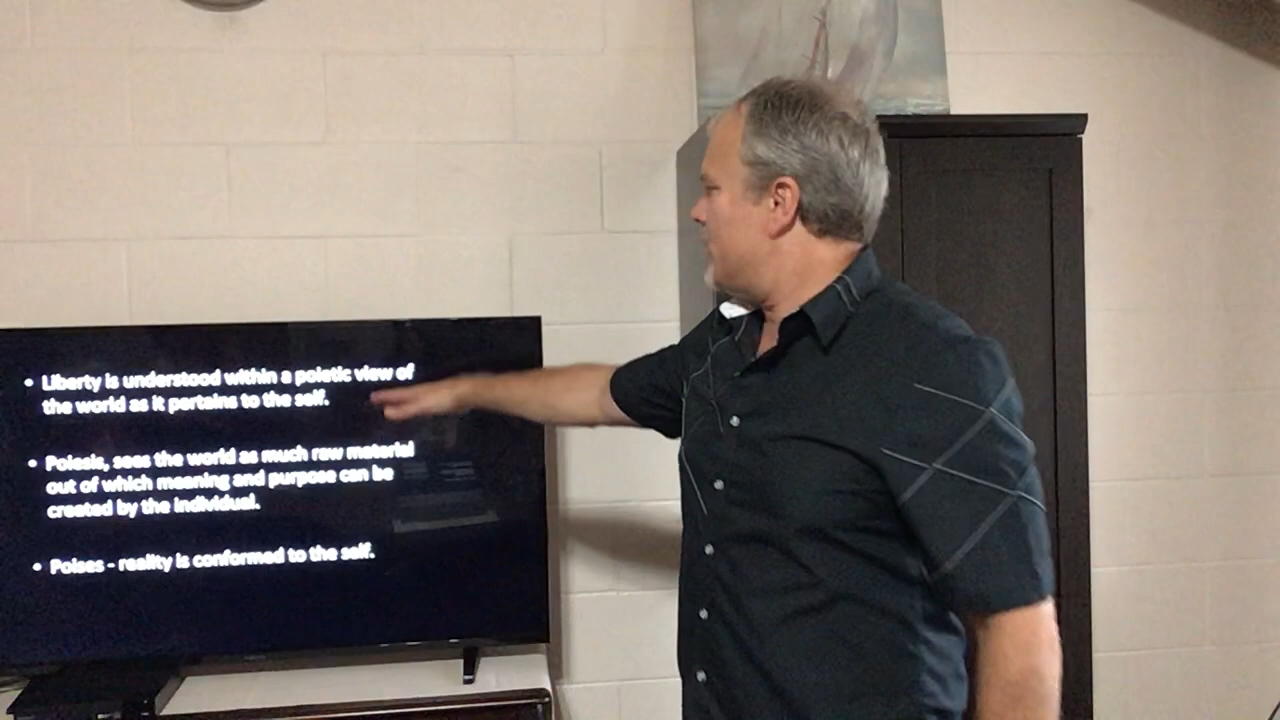 • Liberty is understood within a poietic view of
the world as it pertains to the self.
• Poiesis, sees the world as much raw material
out of which meaning and purpose can be
created by the individual.
• Poises - reality is conformed to the self.